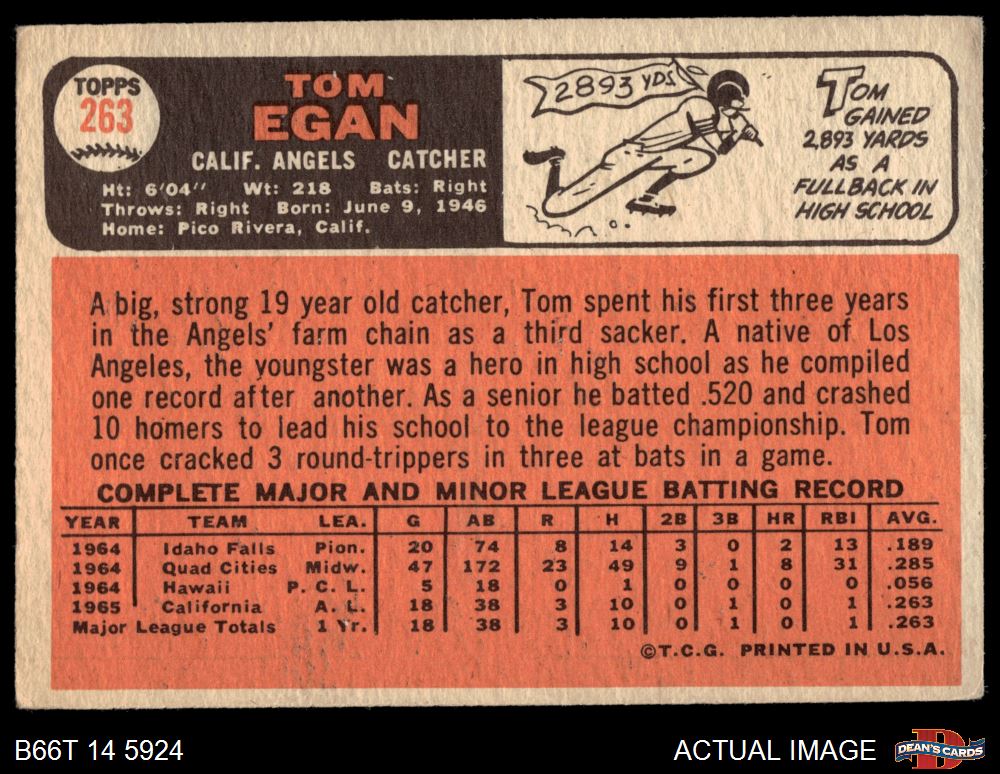 TOPPS
263
TOM
EGAN
CALIF. ANGELS CATCHER
Ht: 6'04" Wt: 218 Bats: Right
Throws: Right Born: June 9, 1946
Home: Pico Rivera, Calif.
2893 YDS
TOM
GAINED
2,893 YARDS
AS A
FULLBACK IN
HIGH SCHOOL
A big, strong 19 year old catcher, Tom spent his first three years
in the Angels' farm chain as a third sacker. A native of Los
Angeles, the youngster was a hero in high school as he compiled
one record after another. As a senior he batted .520 and crashed
10 homers to lead his school to the league championship. Tom
once cracked 3 round-trippers in three at bats in a game.
COMPLETE MAJOR AND MINOR LEAGUE BATTING RECORD
YEAR TEAM LEA. G AB R H 2B 3B HR RBI AVG.
1964 Idaho Falls Pion. 20 74 8 14 3 0 2 13 .189
1964 Quad Cities Midw. 47 172 23 49 9 1 8 31 .285
1964 Hawaii P. C. L. 5 18 0 1 0 0 0 0 .056
1965 California A. L. 18 38 3 10 0 1 0 1 .263
Major League Totals 1 Yr. 18 38 3 10 0 1 0 1 .263
©T.C.G. PRINTED IN U.S.A.
B66T 14 5924
ACTUAL IMAGE
DEAN'S CARDS